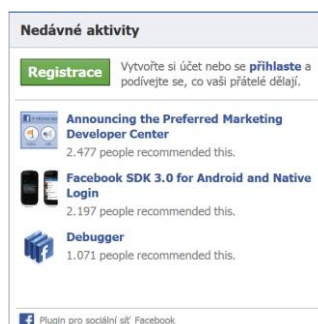 Nedávné aktivity
Registrace
Vytvořte si účet nebo se přihlaste a
podívejte se, co vaši přátelé dělají.
Announcing the Preferred Marketing
Developer Center
2.477 people recommended this.
Facebook SDK 3.0 for Android and Native
Login
2.197 people recommended this.
Debugger
1.071 people recommended this.
Plugin pro sociální síť Facebook